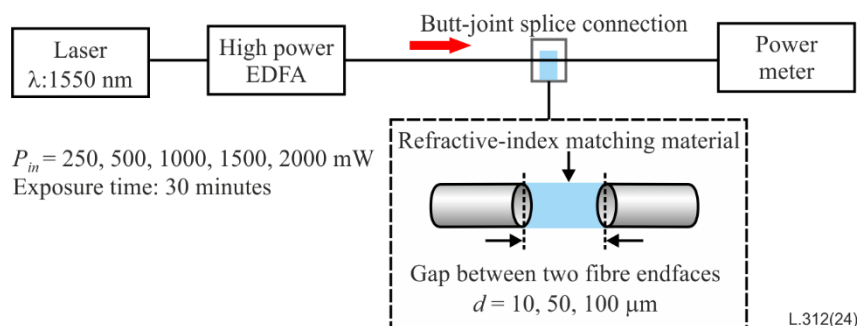 Butt-joint splice connection
Laser
λ:1550 nm
High power
EDFA
Power
meter
P_in = 250, 500, 1000, 1500, 2000 mW
Exposure time: 30 minutes
Refractive-index matching material
Gap between two fibre endfaces
d = 10, 50, 100 μm
L.312(24)